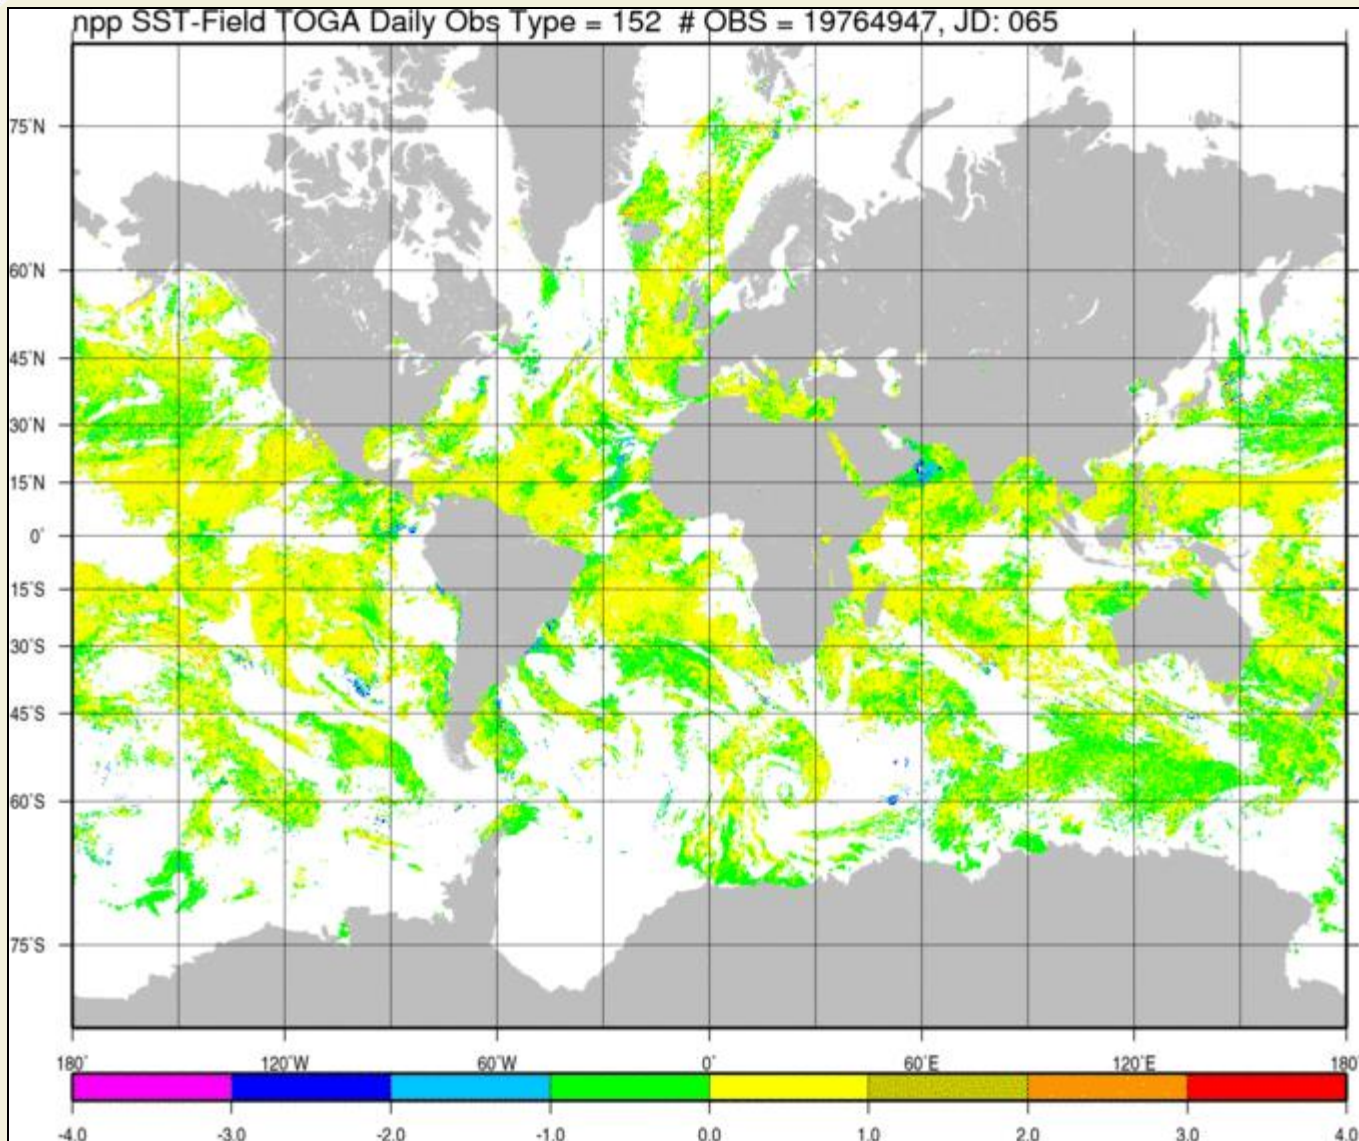 npp SST-Field TOGA Daily Obs Type = 152 # OBS = 19764947, JD: 065
75°N
60°N
45°N
30°N
15°N
0°
15°S
30°S
45°S
60°S
75°S
180° 120°W 60°W 0° 60°E 120°E 180°
-4.0 -3.0 -2.0 -1.0 0.0 1.0 2.0 3.0 4.0